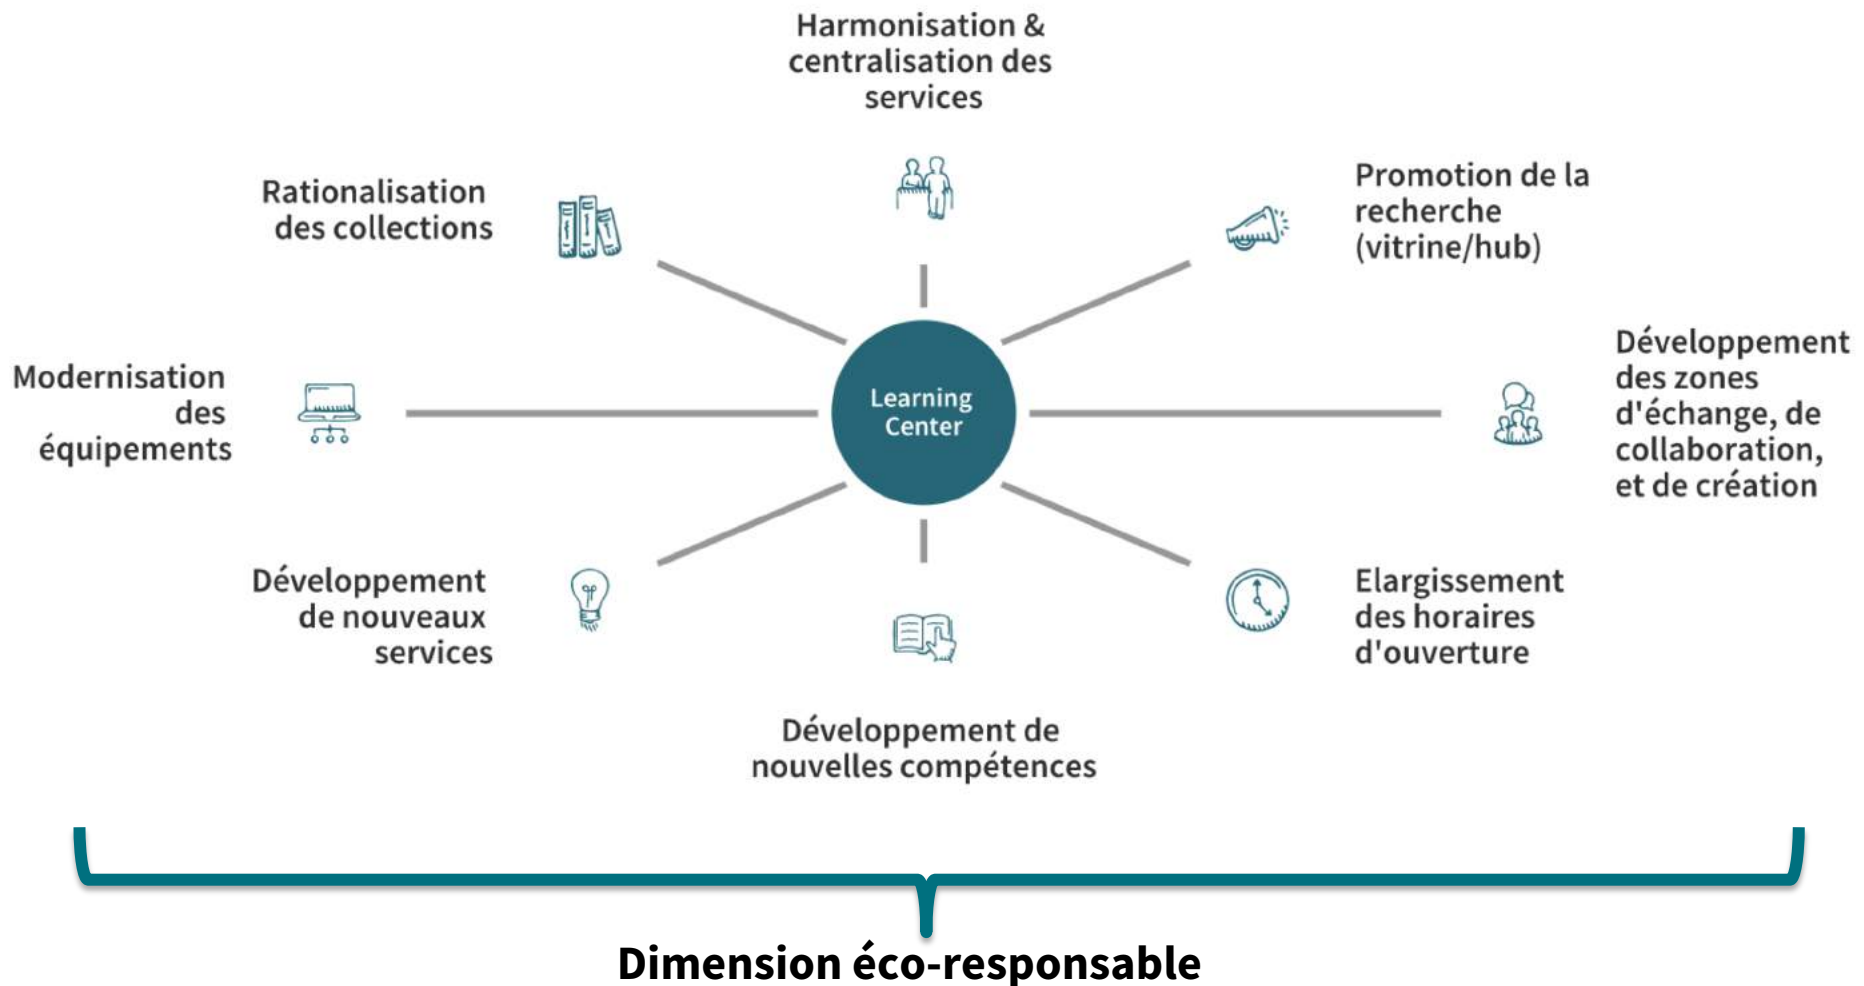 Harmonisation &
centralisation des
services
Rationalisation
des collections
Promotion de la
recherche
(vitrine/hub)
Modernisation
des
équipements
Learning
Center
Développement
des zones
d'échange, de
collaboration,
et de création
Développement
de nouveaux
services
Elargissement
des horaires
d'ouverture
Développement de
nouvelles compétences
Dimension éco-responsable